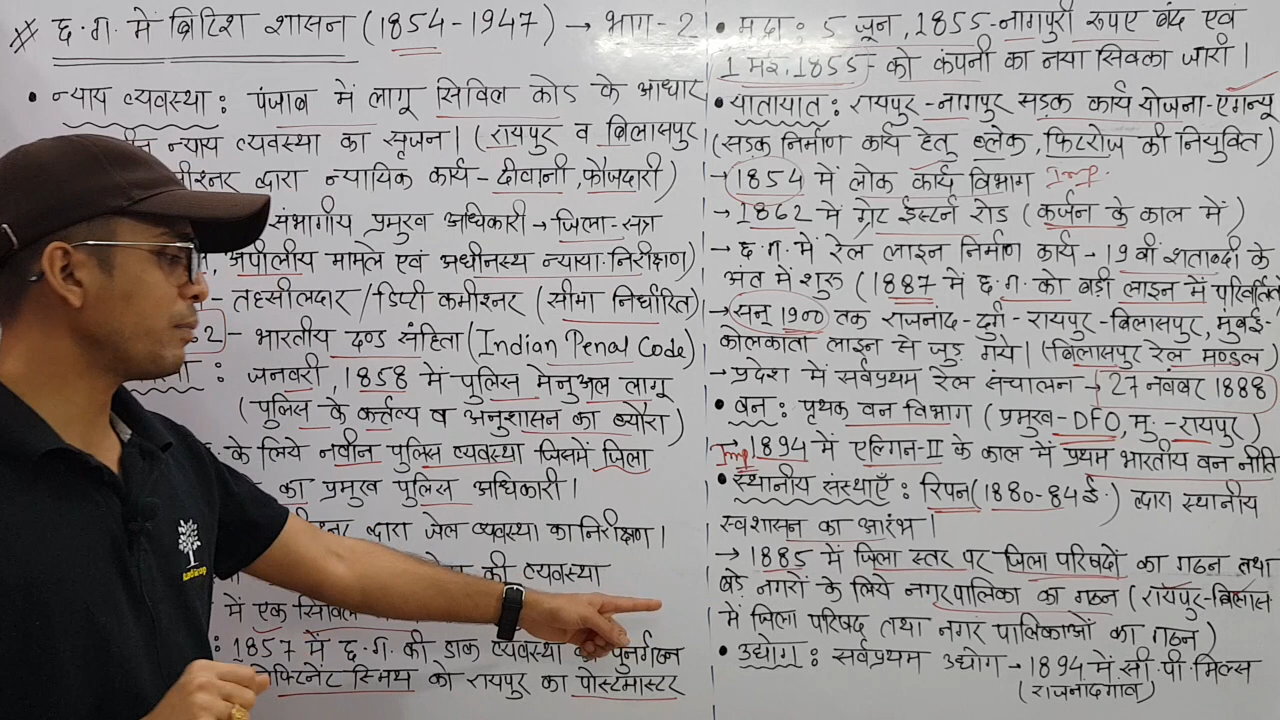 # छ.ग. में ब्रिटिश शासन (1854-1947) → भाग-2
• न्याय व्यवस्था : पंजाब में लागू सिविल कोड के आधार
न्याय व्यवस्था का सृजन। (रायपुर व बिलासपुर
द्वारा न्यायिक कार्य - दीवानी, फौजदारी)
संभागीय प्रमुख अधिकारी → जिला-सत्र
अपीलीय मामले एवं अधीनस्थ न्याया. निरीक्षण)
- तहसीलदार / डिप्टी कमीश्नर (सीमा निर्धारित)
2 - भारतीय दण्ड संहिता (Indian Penal Code)
: जनवरी, 1858 में पुलिस मेनुअल लागू
(पुलिस के कर्त्तव्य व अनुशासन का ब्यौरा)
के लिये नवीन पुलिस व्यवस्था जिसमें जिला
का प्रमुख पुलिस अधिकारी।
द्वारा जेल व्यवस्था का निरीक्षण।
की व्यवस्था
में एक सिविल
: 1857 में छ.ग. की डाक व्यवस्था का पुनर्गठन
स्मिथ को रायपुर का पोस्टमास्टर
• मुद्रा : 5 जून, 1855-नागपुरी रूपए बंद एवं
1 मई, 1855- को कंपनी का नया सिक्का जारी।
• यातायात : रायपुर-नागपुर सड़क कार्य योजना-एगन्यू
(सड़क निर्माण कार्य हेतु ब्लेक, फिटरोज की नियुक्ति)
→ 1854 में लोक कार्य विभाग Imp.
→ 1862 में ग्रेट ईस्टर्न रोड (कर्जन के काल में)
→ छ.ग. में रेल लाइन निर्माण कार्य - 19 वीं शताब्दी के
अंत में शुरू (1887 में छ.ग. को बड़ी लाइन में परिवर्तित
→ सन् 1900 तक राजनांद-दुर्ग-रायपुर-बिलासपुर, मुंबई-
कोलकाता लाइन से जुड़ गये। (बिलासपुर रेल मण्डल)
→ प्रदेश में सर्वप्रथम रेल संचालन - 27 नवंबर 1888
• वन : पृथक वन विभाग (प्रमुख-DFO, मु.-रायपुर)
Imp → 1894 में एल्गिन-II के काल में प्रथम भारतीय वन नीति
• स्थानीय संस्थाएँ : रिपन (1880-84 ई.) द्वारा स्थानीय
स्वशासन का आरंभ।
→ 1885 में जिला स्तर पर जिला परिषदों का गठन तथा
बड़े नगरों के लिये नगरपालिका का गठन (रायपुर-बिलास
में जिला परिषद तथा नगर पालिकाओं का गठन)
• उद्योग : सर्वप्रथम उद्योग → 1894 में सी.पी मिल्स
(राजनांदगांव)